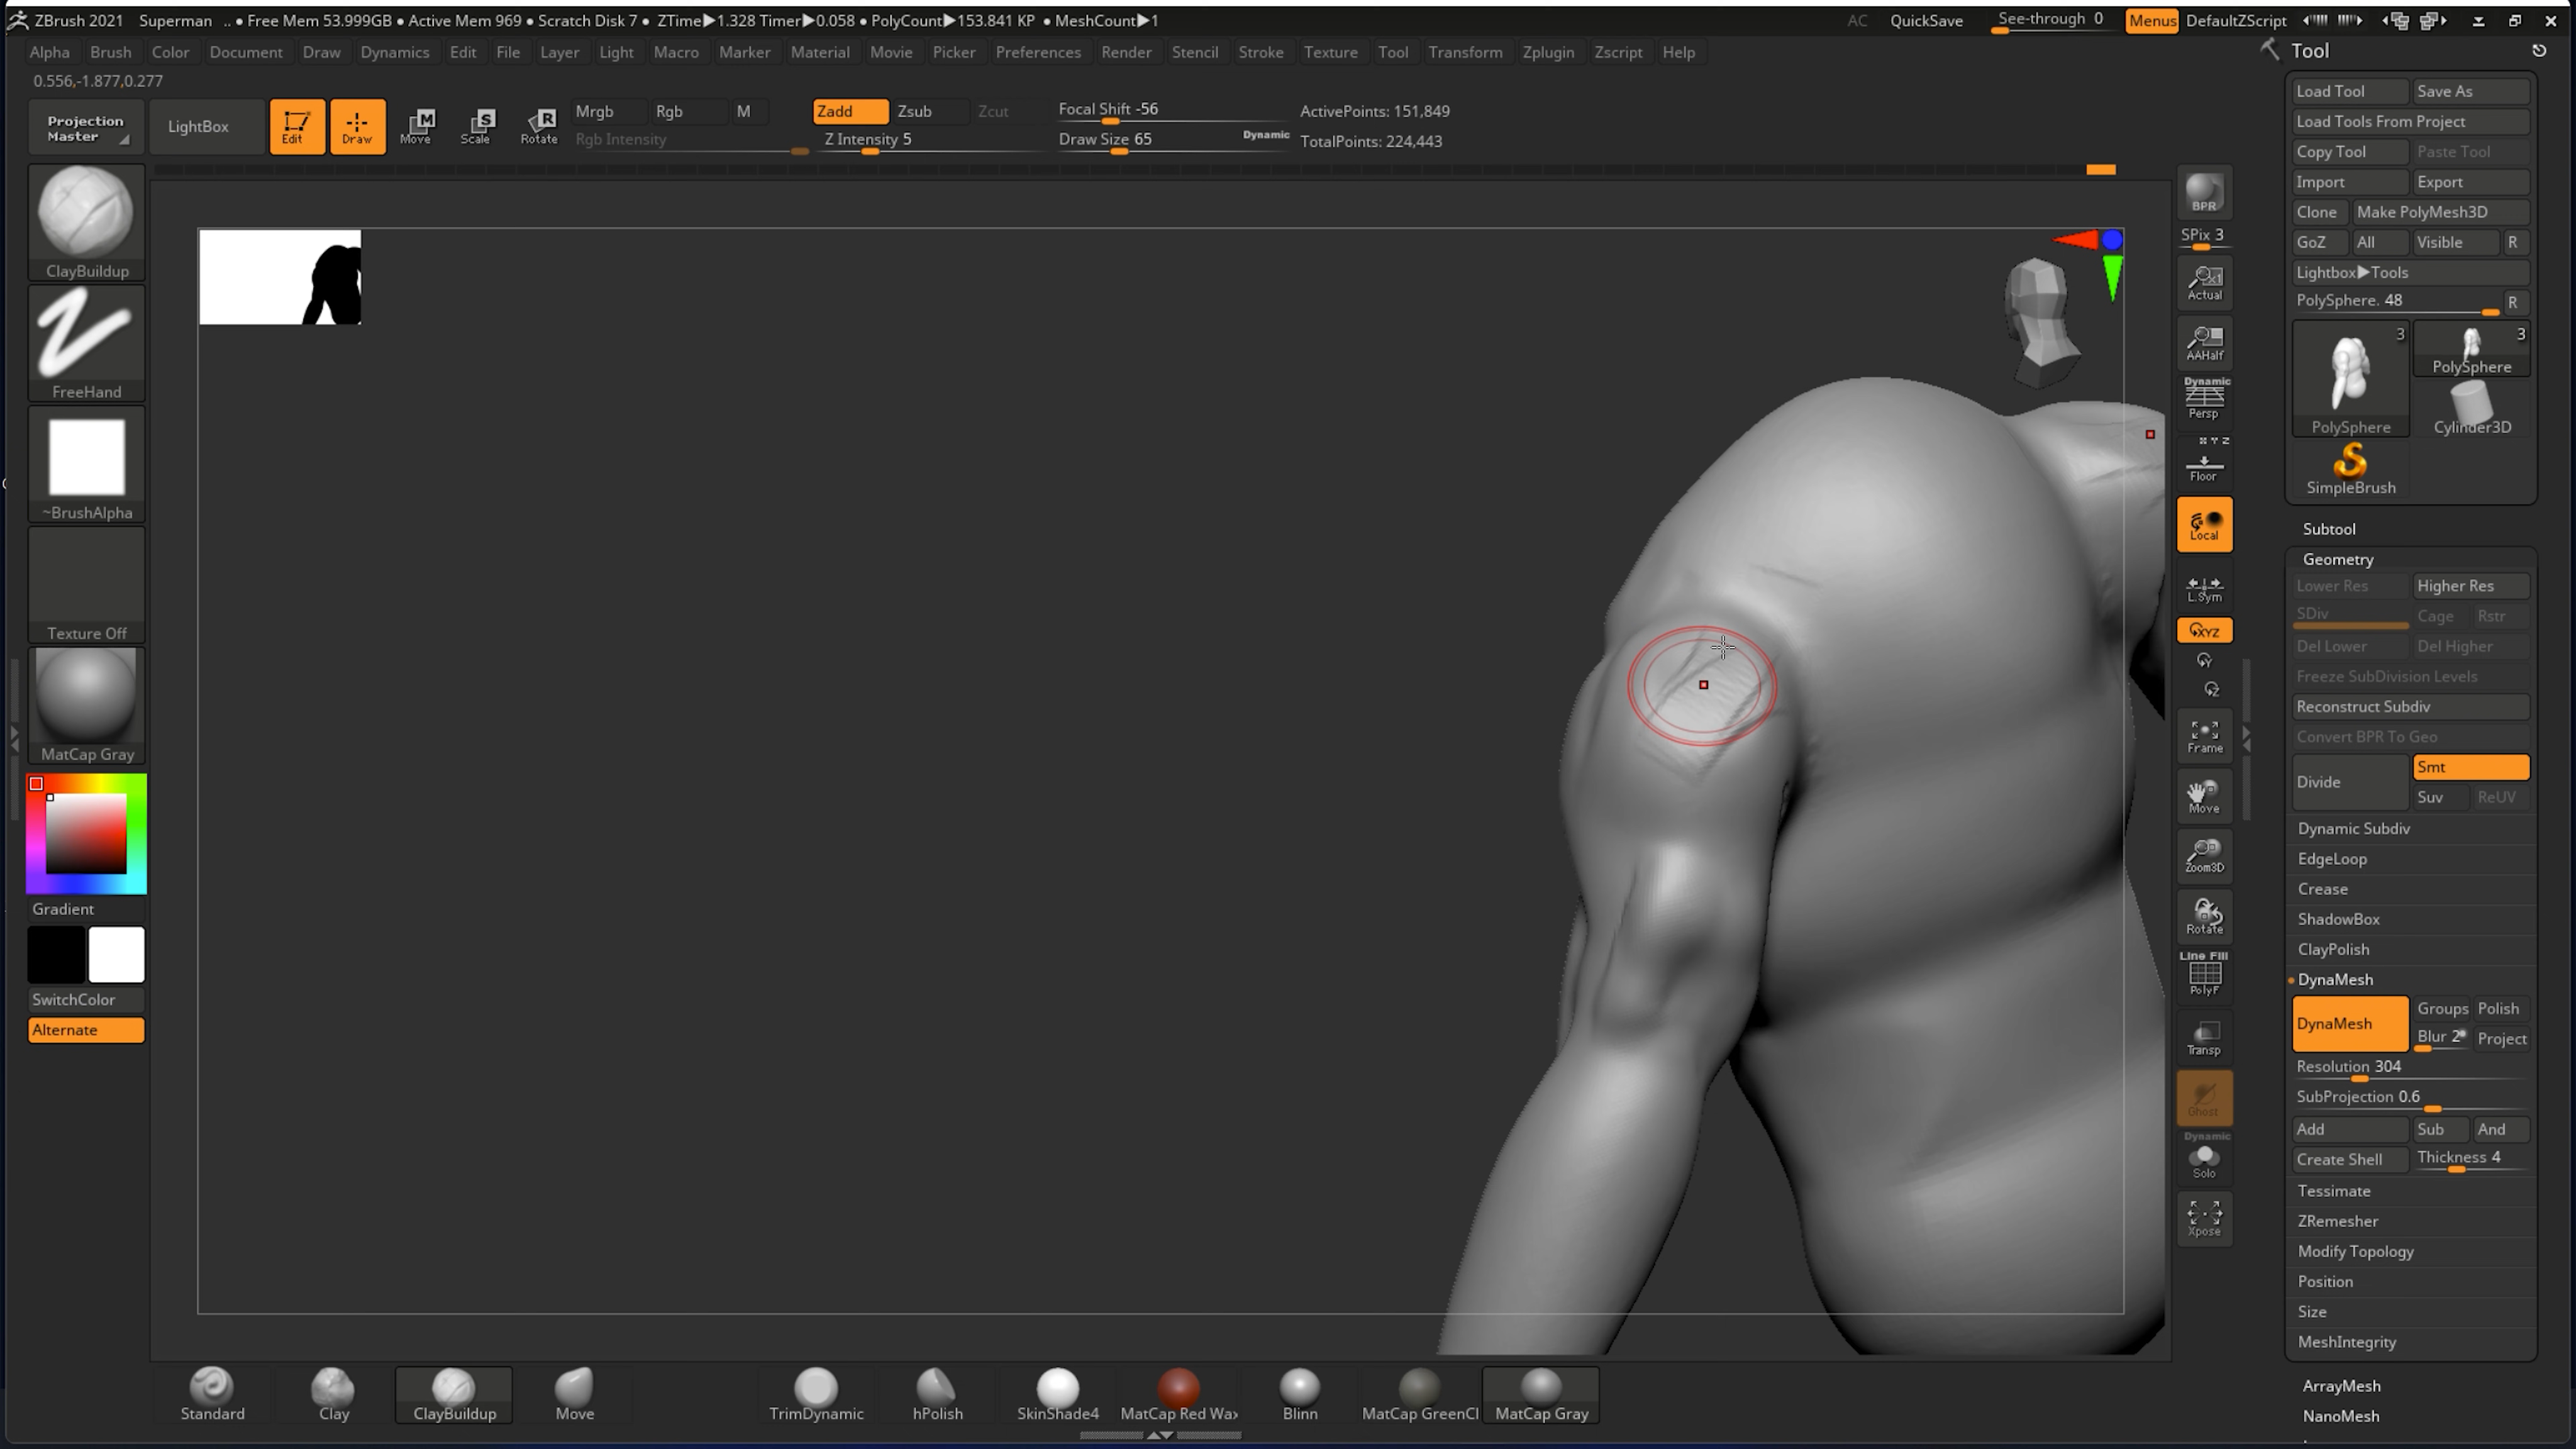 ZBrush 2021 Superman .. ● Free Mem 53.999GB ● Active Mem 969 ● Scratch Disk 7 ● ZTime▶1.328 Timer▶0.058 ● PolyCount▶153.841 KP ● MeshCount▶1 AC QuickSave See-through 0 Menus DefaultZScript
Alpha Brush Color Document Draw Dynamics Edit File Layer Light Macro Marker Material Movie Picker Preferences Render Stencil Stroke Texture Tool Transform Zplugin Zscript Help
0.556,-1.877,0.277
Projection Master
LightBox
Edit
Draw
M
Move
S
Scale
R
Rotate
Mrgb Rgb M
Rgb Intensity
Zadd Zsub Zcut
Z Intensity 5
Focal Shift -56
Draw Size 65 Dynamic
ActivePoints: 151,849
TotalPoints: 224,443
ClayBuildup
FreeHand
~BrushAlpha
Texture Off
MatCap Gray
Gradient
SwitchColor
Alternate
BPR
SPix 3
Actual
AAHalf
Dynamic
Persp
X Y Z
Floor
Local
L.Sym
XYZ
Y
Z
Frame
Move
Zoom3D
Rotate
Line Fill
PolyF
Transp
Ghost
Dynamic
Solo
Xpose
Tool
Load Tool Save As
Load Tools From Project
Copy Tool Paste Tool
Import Export
Clone Make PolyMesh3D
GoZ All Visible R
Lightbox▶Tools
PolySphere. 48 R
3 3
PolySphere
PolySphere Cylinder3D
SimpleBrush
Subtool
Geometry
Lower Res Higher Res
SDiv Cage Rstr
Del Lower Del Higher
Freeze SubDivision Levels
Reconstruct Subdiv
Convert BPR To Geo
Divide Smt
Suv ReUV
Dynamic Subdiv
EdgeLoop
Crease
ShadowBox
ClayPolish
DynaMesh
DynaMesh Groups Polish
Blur 2 Project
Resolution 304
SubProjection 0.6
Add Sub And
Create Shell Thickness 4
Tessimate
ZRemesher
Modify Topology
Position
Size
MeshIntegrity
ArrayMesh
NanoMesh
Standard Clay ClayBuildup Move TrimDynamic hPolish SkinShade4 MatCap Red Wax Blinn MatCap GreenCl MatCap Gray